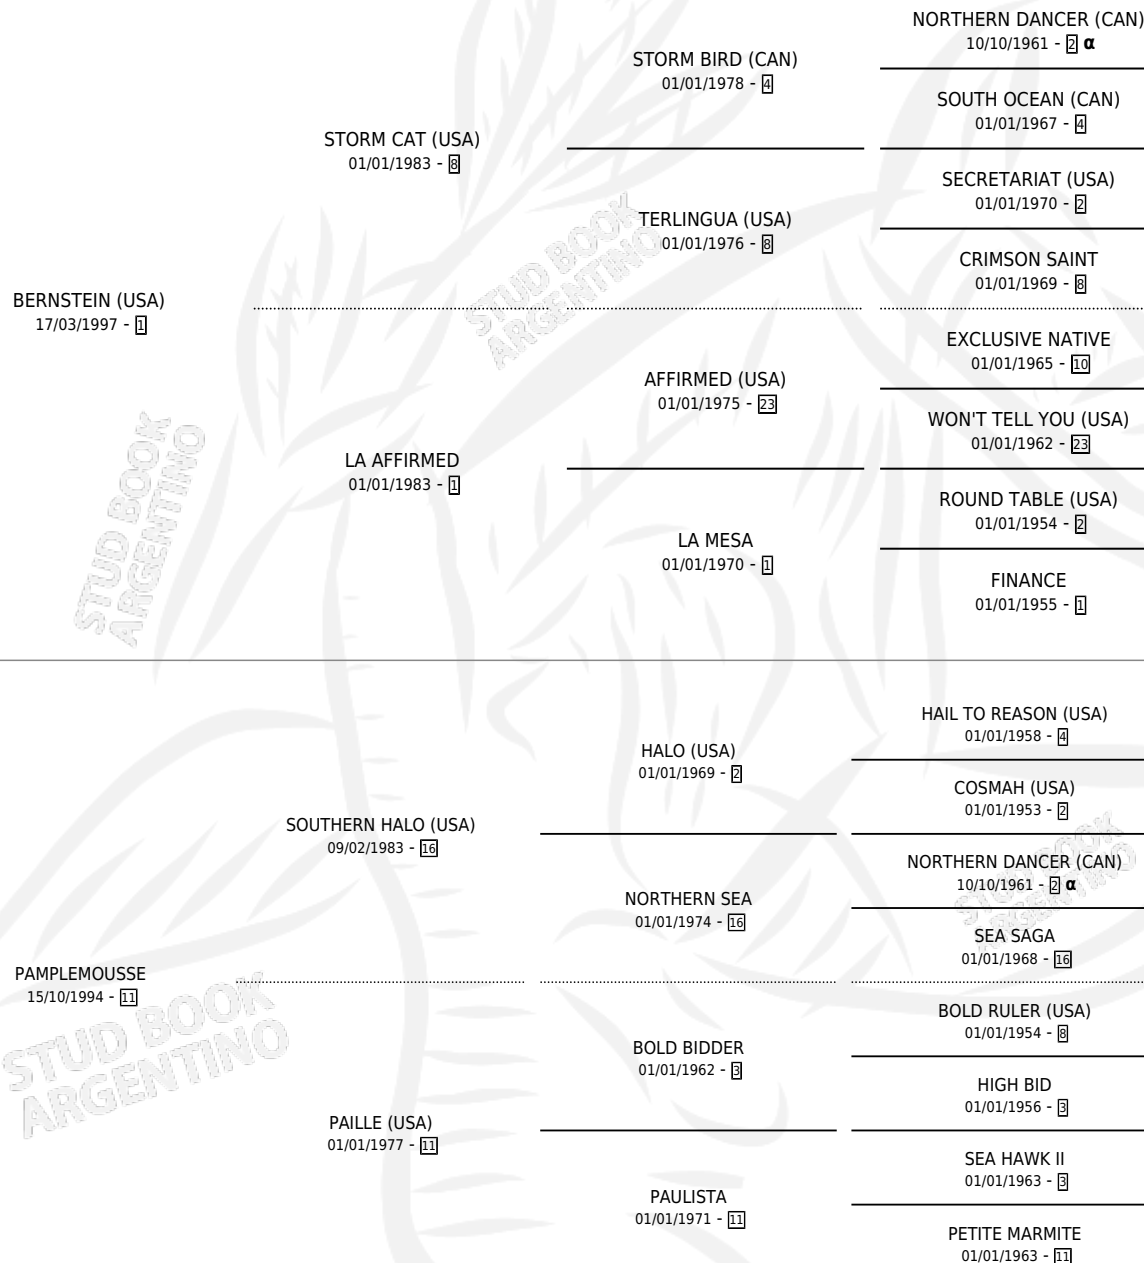 NORTHERN DANCER (CAN)
10/10/1961 - 2 α
STORM BIRD (CAN)
01/01/1978 - 4
SOUTH OCEAN (CAN)
01/01/1967 - 4
STORM CAT (USA)
01/01/1983 - 8
SECRETARIAT (USA)
01/01/1970 - 2
TERLINGUA (USA)
01/01/1976 - 8
CRIMSON SAINT
01/01/1969 - 8
BERNSTEIN (USA)
17/03/1997 - 1
EXCLUSIVE NATIVE
01/01/1965 - 10
AFFIRMED (USA)
01/01/1975 - 23
WON'T TELL YOU (USA)
01/01/1962 - 23
LA AFFIRMED
01/01/1983 - 1
ROUND TABLE (USA)
01/01/1954 - 2
LA MESA
01/01/1970 - 1
FINANCE
01/01/1955 - 1
HAIL TO REASON (USA)
01/01/1958 - 4
HALO (USA)
01/01/1969 - 2
COSMAH (USA)
01/01/1953 - 2
SOUTHERN HALO (USA)
09/02/1983 - 16
NORTHERN DANCER (CAN)
10/10/1961 - 2 α
NORTHERN SEA
01/01/1974 - 16
SEA SAGA
01/01/1968 - 16
PAMPLEMOUSSE
15/10/1994 - 11
BOLD RULER (USA)
01/01/1954 - 8
BOLD BIDDER
01/01/1962 - 3
HIGH BID
01/01/1956 - 3
PAILLE (USA)
01/01/1977 - 11
SEA HAWK II
01/01/1963 - 3
PAULISTA
01/01/1971 - 11
PETITE MARMITE
01/01/1963 - 11
STUD BOOK
ARGENTINO
STUD BOOK
ARGENTINO
STUD BOOK
ARGENTINO
STUD BOOK
ARGENTINO